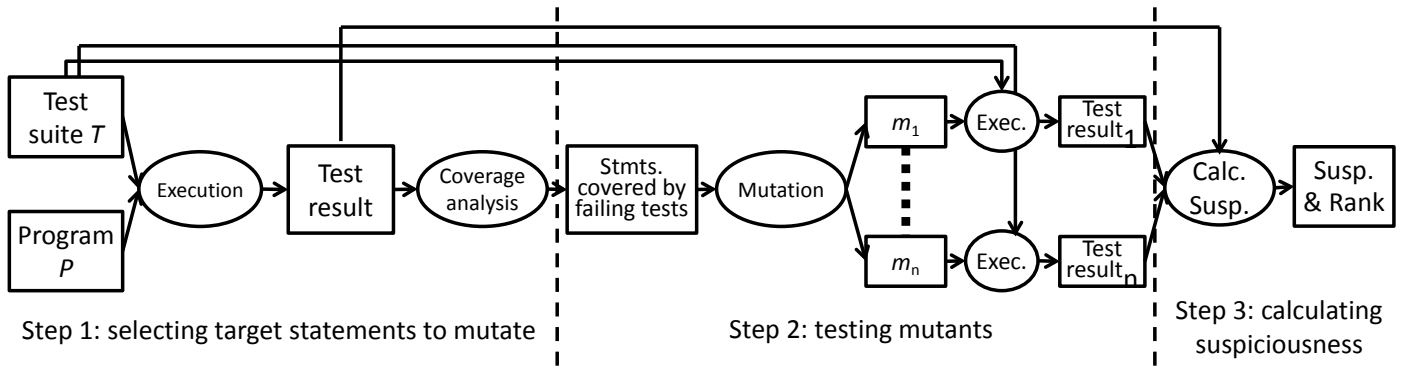 Test
suite T
Program
P
Execution
Test
result
Coverage
analysis
Stmts.
covered by
failing tests
Mutation
m1
mn
Exec.
Exec.
Test
result1
Test
resultn
Calc.
Susp.
Susp.
& Rank
Step 1: selecting target statements to mutate
Step 2: testing mutants
Step 3: calculating
suspiciousness